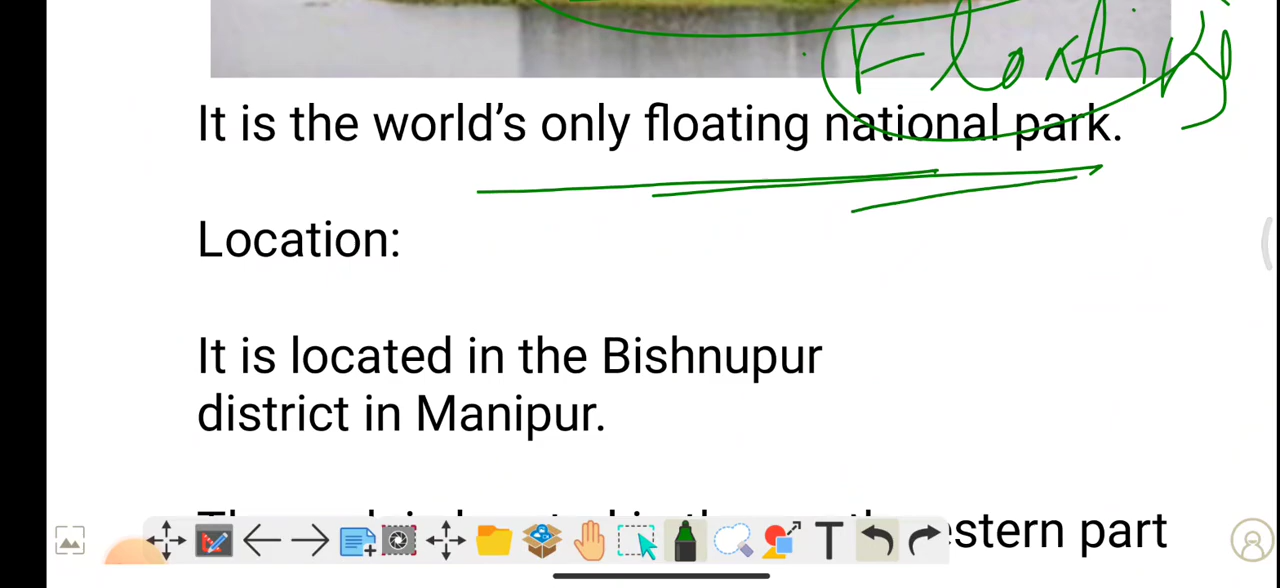 Floating
It is the world's only floating national park.
Location:
It is located in the Bishnupur
district in Manipur.
estern part
T